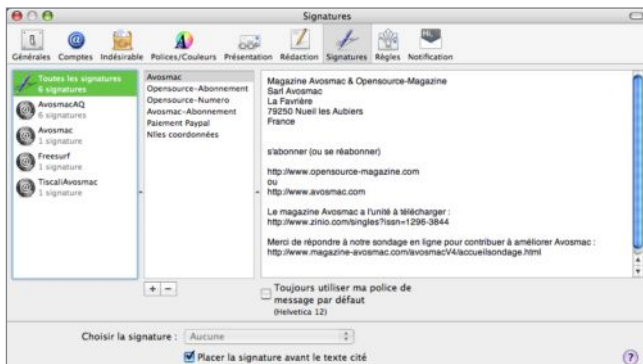 Signatures
Générales Comptes Indésirable Polices/Couleurs Présentation Rédaction Signatures Règles Notification
Toutes les signatures
6 signatures
AvosmacAQ
6 signatures
Avosmac
1 signature
Freesurf
1 signature
TiscaliAvosmac
1 signature
Avosmac
Opensource-Abonnement
Opensource-Numero
Avosmac-Abonnement
Paiement Paypal
Nlles coordonnées
Magazine Avosmac & Opensource-Magazine
Sarl Avosmac
La Favrière
79250 Nueil les Aubiers
France
s'abonner (ou se réabonner)
http://www.opensource-magazine.com
ou
http://www.avosmac.com
Le magazine Avosmac a l'unité à télécharger :
http://www.zinio.com/singles?issn=1296-3844
Merci de répondre à notre sondage en ligne pour contribuer à améliorer Avosmac :
http://www.magazine-avosmac.com/avosmacV4/accueilsondage.html
+ −
Toujours utiliser ma police de
message par défaut
(Helvetica 12)
Choisir la signature : Aucune
Placer la signature avant le texte cité
?